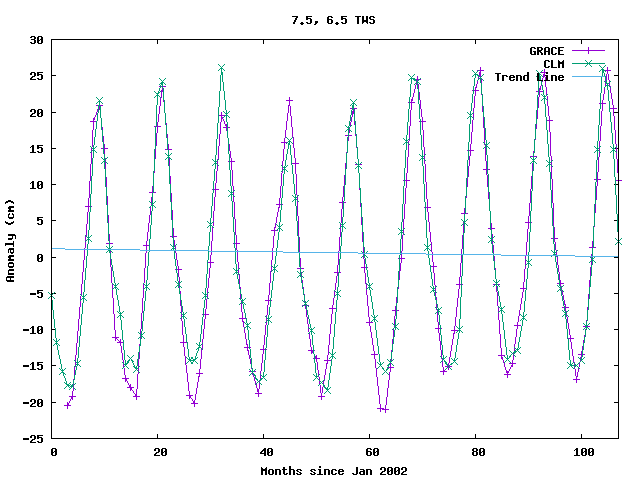 7.5, 6.5 TWS
GRACE
CLM
Trend Line
30
25
20
15
10
5
0
-5
-10
-15
-20
-25
Anomaly (cm)
0 20 40 60 80 100
Months since Jan 2002